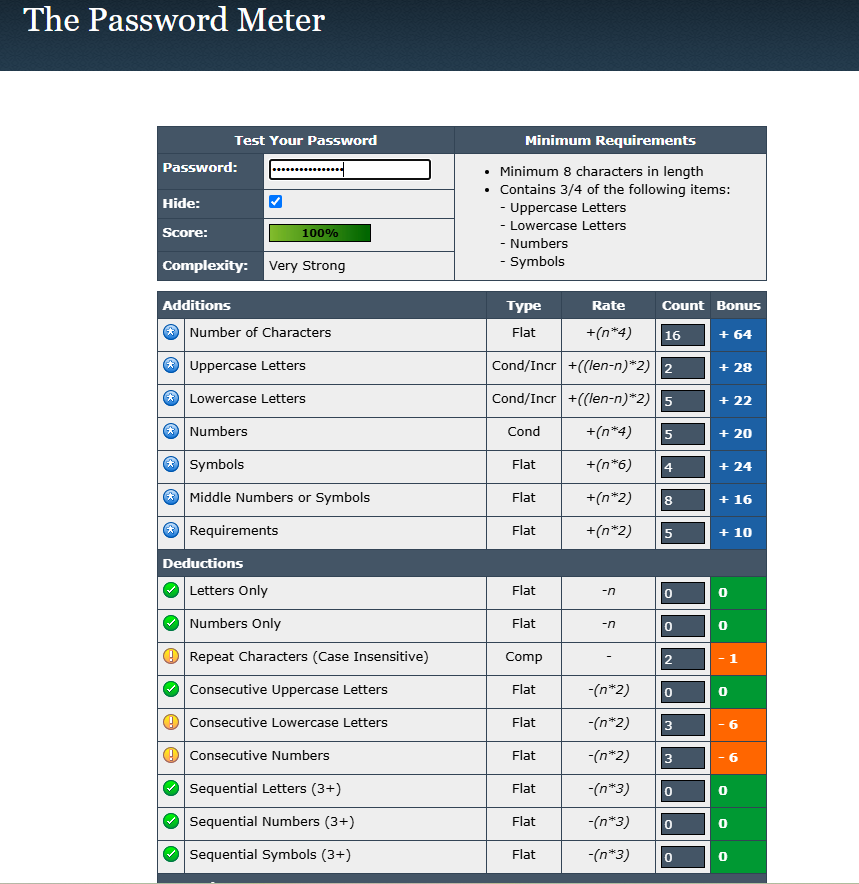 The Password Meter
Test Your Password Minimum Requirements
Password: ••••••••••••••••
Hide:
Score: 100%
Complexity: Very Strong
• Minimum 8 characters in length
• Contains 3/4 of the following items:
- Uppercase Letters
- Lowercase Letters
- Numbers
- Symbols
Additions Type Rate Count Bonus
Number of Characters Flat +(n*4) 16 + 64
Uppercase Letters Cond/Incr +((len-n)*2) 2 + 28
Lowercase Letters Cond/Incr +((len-n)*2) 5 + 22
Numbers Cond +(n*4) 5 + 20
Symbols Flat +(n*6) 4 + 24
Middle Numbers or Symbols Flat +(n*2) 8 + 16
Requirements Flat +(n*2) 5 + 10
Deductions
Letters Only Flat -n 0 0
Numbers Only Flat -n 0 0
Repeat Characters (Case Insensitive) Comp - 2 - 1
Consecutive Uppercase Letters Flat -(n*2) 0 0
Consecutive Lowercase Letters Flat -(n*2) 3 - 6
Consecutive Numbers Flat -(n*2) 3 - 6
Sequential Letters (3+) Flat -(n*3) 0 0
Sequential Numbers (3+) Flat -(n*3) 0 0
Sequential Symbols (3+) Flat -(n*3) 0 0